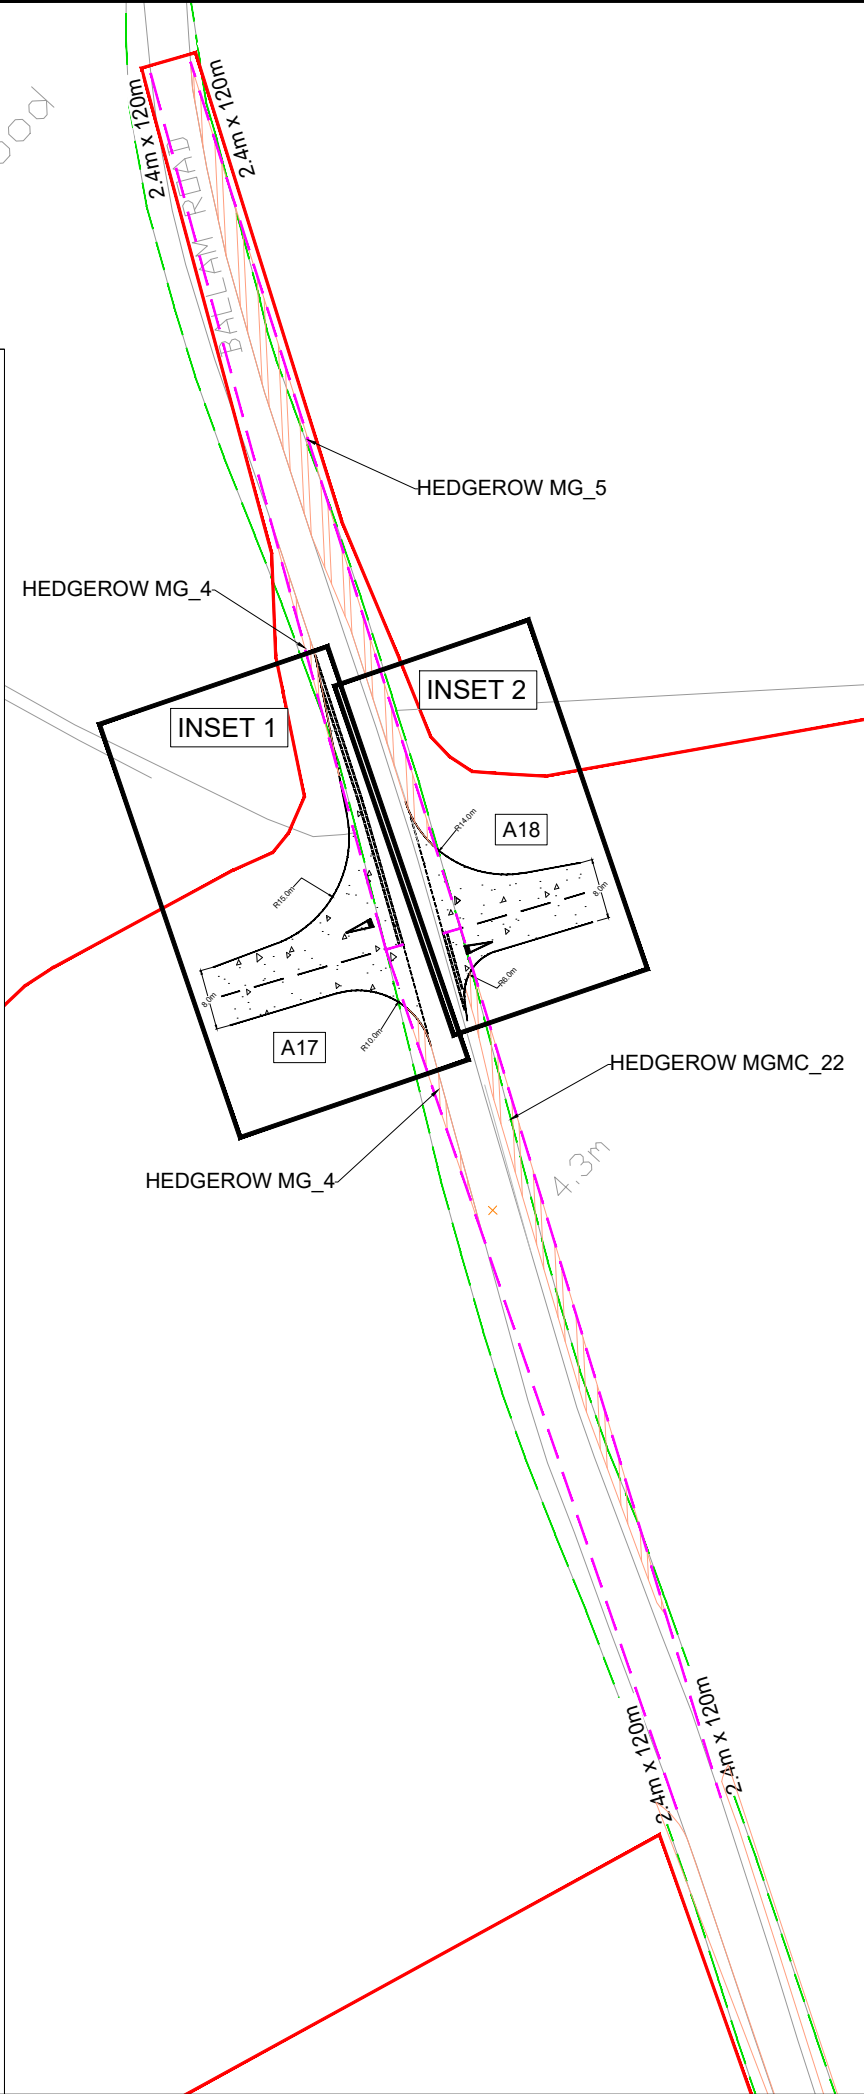 2.4m x 120m
2.4m x 120m
BALLAM ROAD
HEDGEROW MG_5
HEDGEROW MG_4
INSET 2
INSET 1
R14.0m
A18
R15.0m
8.0m
8.0m
R6.0m
R10.0m
A17
HEDGEROW MGMC_22
4.3m
HEDGEROW MG_4
2.4m x 120m
2.4m x 120m